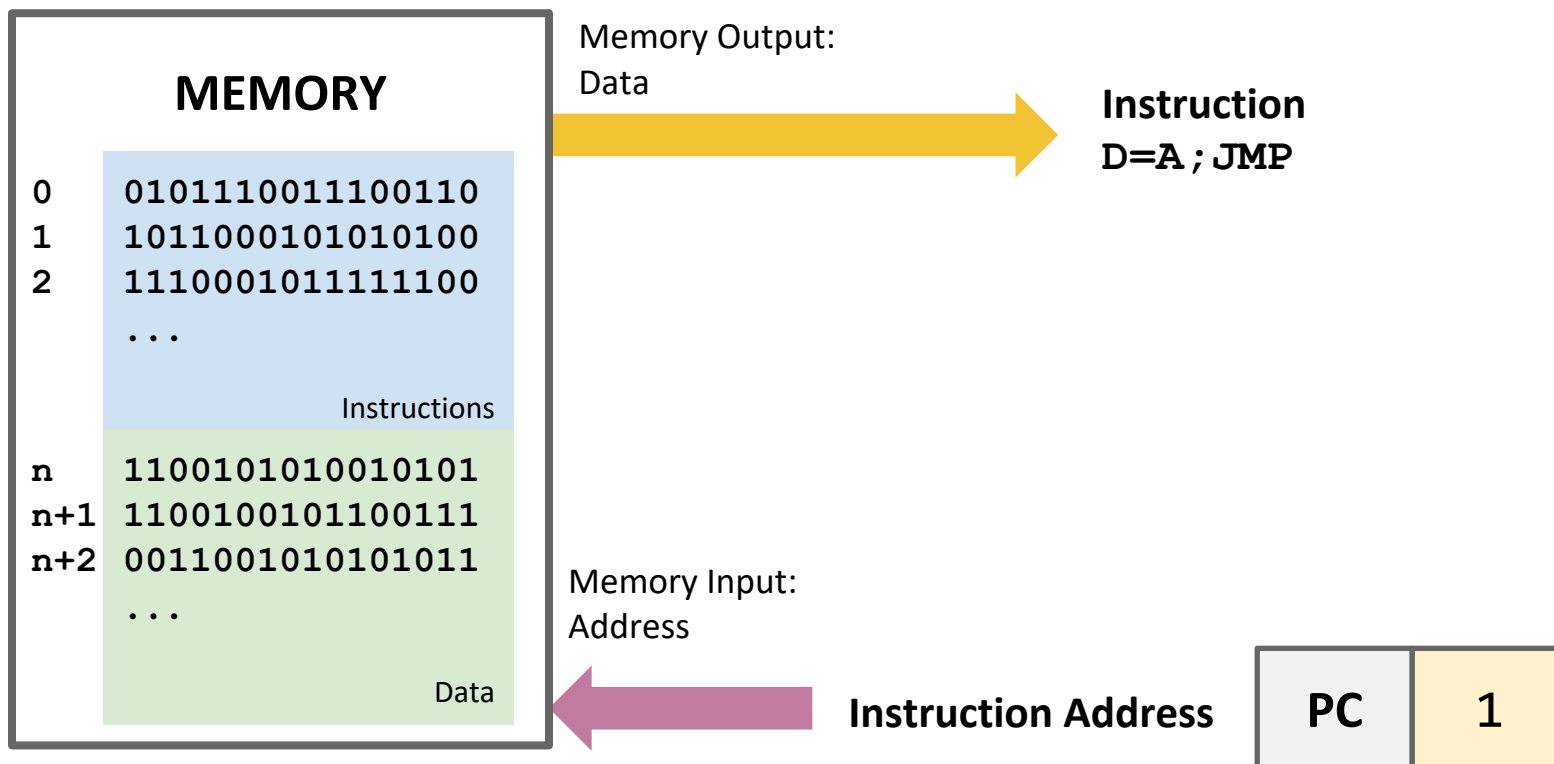 MEMORY
0 0101110011100110
1 1011000101010100
2 1110001011111100
...
Instructions
n 1100101010010101
n+1 1100100101100111
n+2 0011001010101011
...
Data
Memory Output:
Data
Instruction
D=A;JMP
Memory Input:
Address
Instruction Address
PC 1